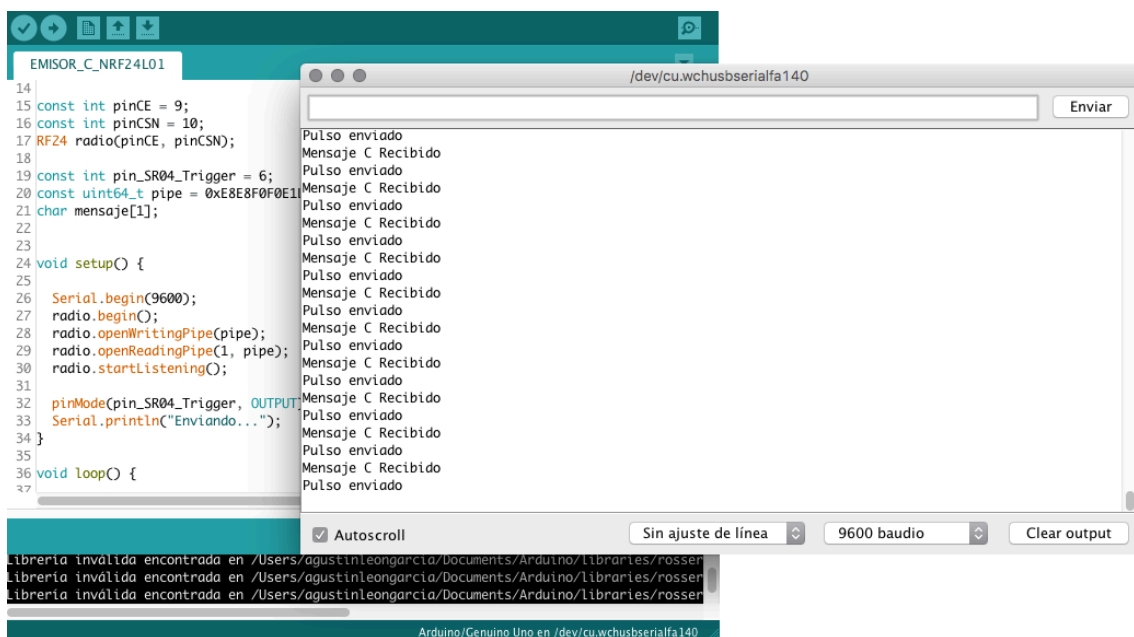 EMISOR_C_NRF24L01
14
15 const int pinCE = 9;
16 const int pinCSN = 10;
17 RF24 radio(pinCE, pinCSN);
18
19 const int pin_SR04_Trigger = 6;
20 const uint64_t pipe = 0xE8E8F0F0E1
21 char mensaje[1];
22
23
24 void setup() {
25
26 Serial.begin(9600);
27 radio.begin();
28 radio.openWritingPipe(pipe);
29 radio.openReadingPipe(1, pipe);
30 radio.startListening();
31
32 pinMode(pin_SR04_Trigger, OUTPUT
33 Serial.println("Enviando...");
34 }
35
36 void loop() {
37
/dev/cu.wchusbserialfa140
Enviar
Pulso enviado
Mensaje C Recibido
Pulso enviado
Mensaje C Recibido
Pulso enviado
Mensaje C Recibido
Pulso enviado
Mensaje C Recibido
Pulso enviado
Mensaje C Recibido
Pulso enviado
Mensaje C Recibido
Pulso enviado
Mensaje C Recibido
Pulso enviado
Mensaje C Recibido
Pulso enviado
Mensaje C Recibido
Pulso enviado
Mensaje C Recibido
Pulso enviado
Autoscroll
Sin ajuste de línea
9600 baudio
Clear output
Librería inválida encontrada en /Users/agustinleongarcia/Documents/Arduino/libraries/rosser
Librería inválida encontrada en /Users/agustinleongarcia/Documents/Arduino/libraries/rosser
Librería inválida encontrada en /Users/agustinleongarcia/Documents/Arduino/libraries/rosser
Arduino/Genuino Uno en /dev/cu.wchusbserialfa140